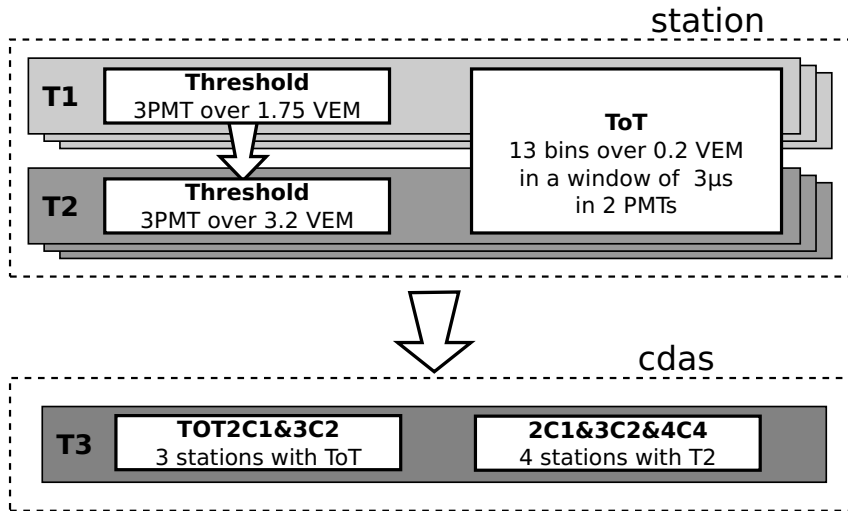 station
T1
Threshold
3PMT over 1.75 VEM
ToT
13 bins over 0.2 VEM
in a window of 3µs
in 2 PMTs
T2
Threshold
3PMT over 3.2 VEM
cdas
T3
TOT2C1&3C2
3 stations with ToT
2C1&3C2&4C4
4 stations with T2